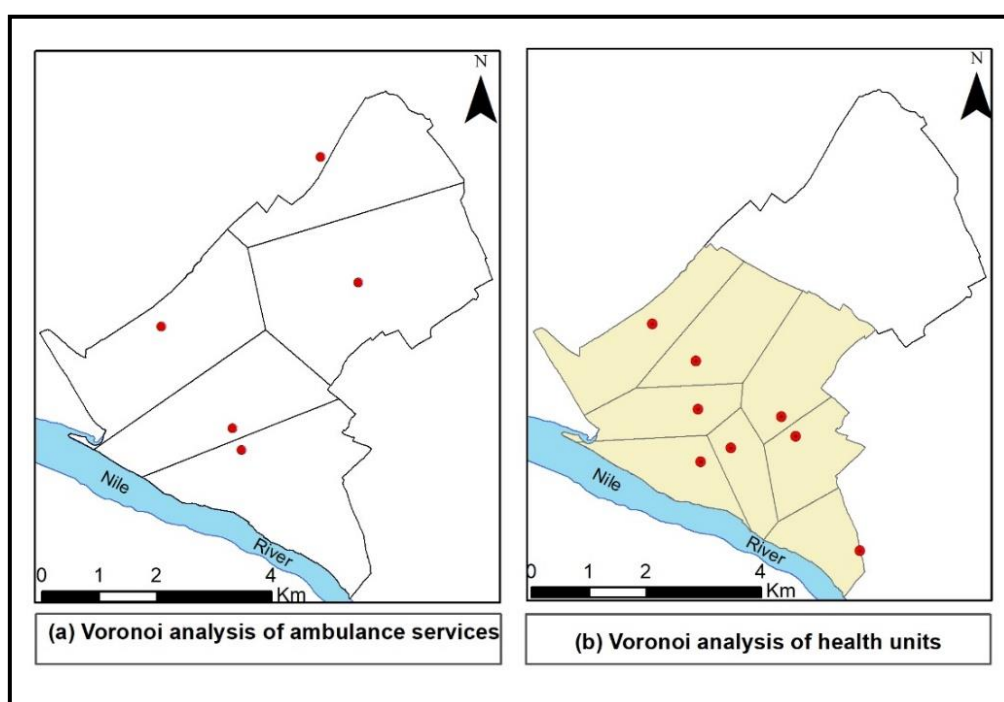 N
Nile
River
0 1 2 4
Km
(a) Voronoi analysis of ambulance services
N
Nile
River
0 1 2 4
Km
(b) Voronoi analysis of health units